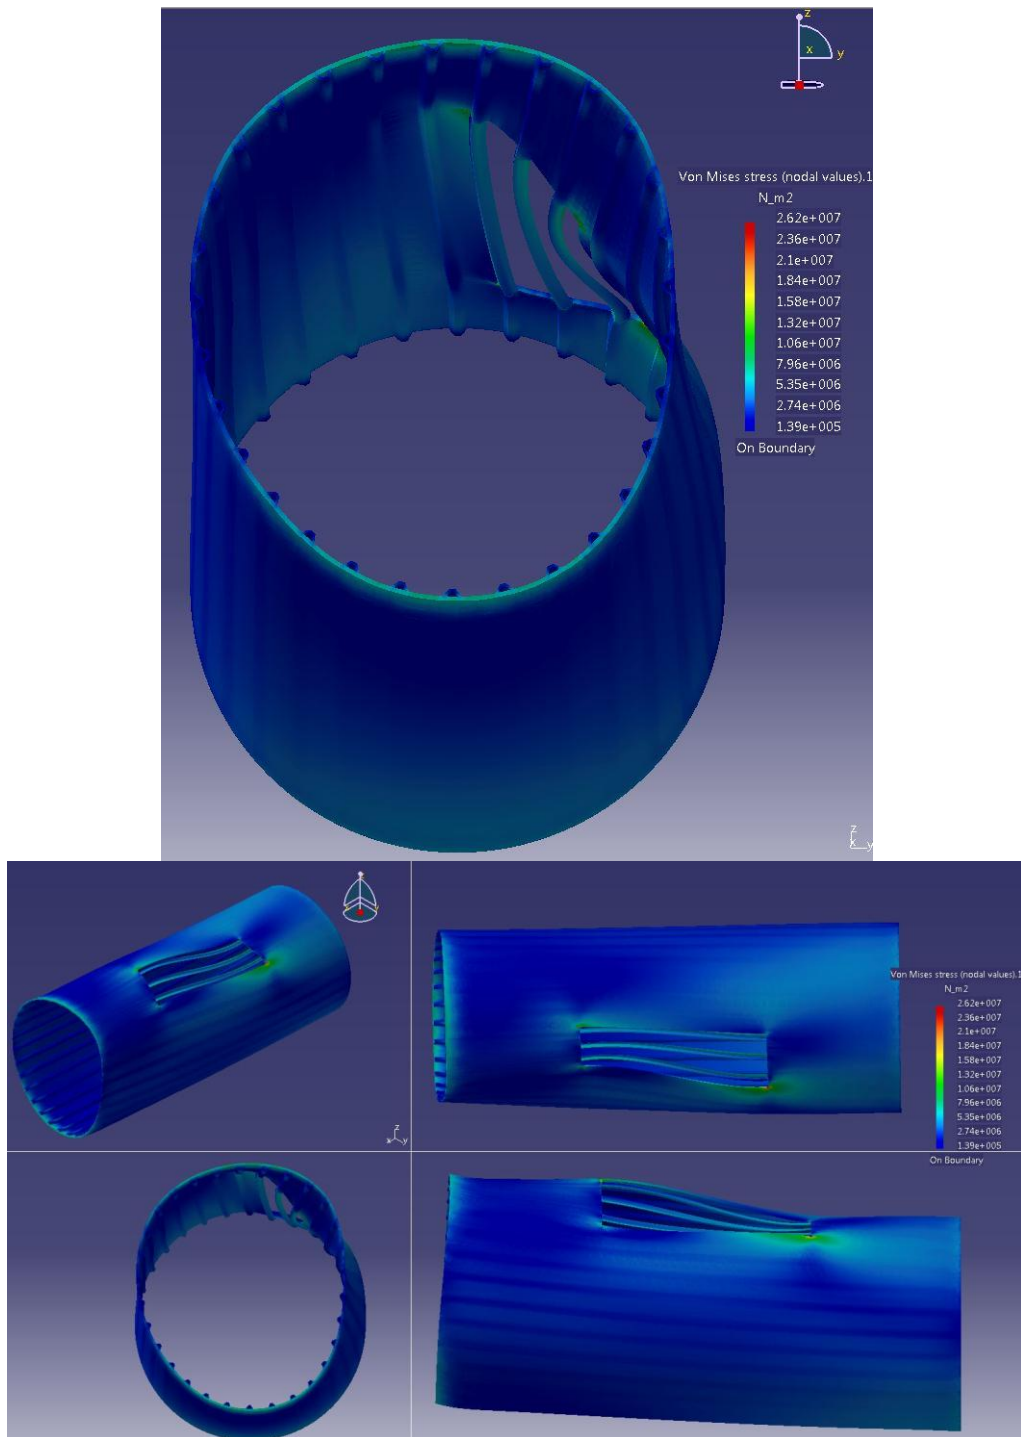 z
x
y
Von Mises stress (nodal values).1
N_m2
2.62e+007
2.36e+007
2.1e+007
1.84e+007
1.58e+007
1.32e+007
1.06e+007
7.96e+006
5.35e+006
2.74e+006
1.39e+005
On Boundary
z
x y
z
x y
Von Mises stress (nodal values).1
N_m2
2.62e+007
2.36e+007
2.1e+007
1.84e+007
1.58e+007
1.32e+007
1.06e+007
7.96e+006
5.35e+006
2.74e+006
1.39e+005
On Boundary